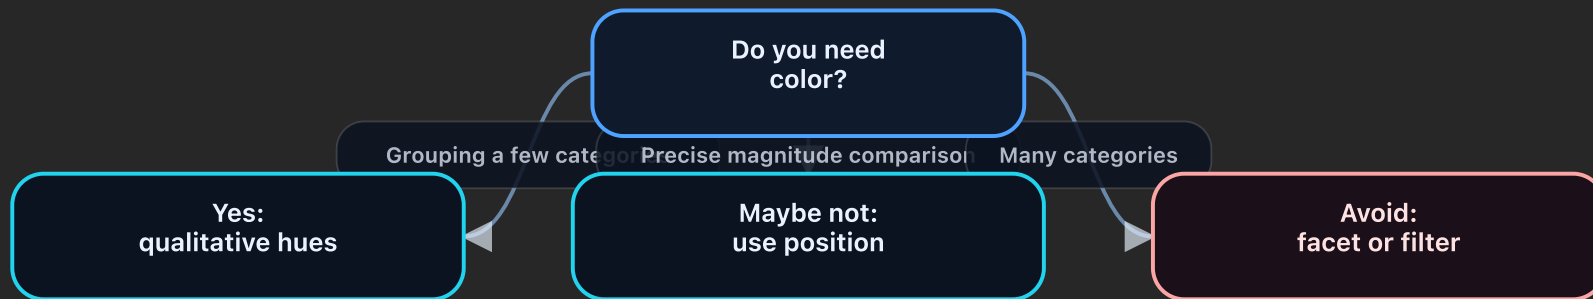 Do you need
color?
Grouping a few categories
Precise magnitude comparison
Many categories
Yes:
qualitative hues
Maybe not:
use position
Avoid:
facet or filter